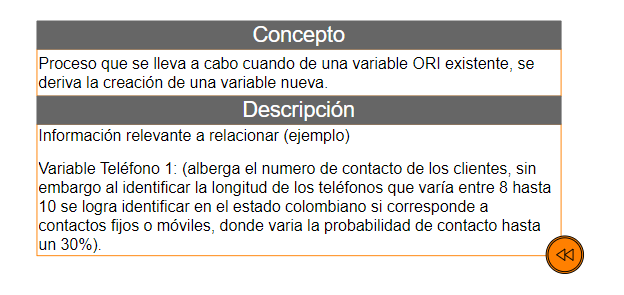 Concepto
Proceso que se lleva a cabo cuando de una variable ORI existente, se
deriva la creación de una variable nueva.
Descripción
Información relevante a relacionar (ejemplo)
Variable Teléfono 1: (alberga el numero de contacto de los clientes, sin
embargo al identificar la longitud de los teléfonos que varía entre 8 hasta
10 se logra identificar en el estado colombiano si corresponde a
contactos fijos o móviles, donde varia la probabilidad de contacto hasta
un 30%).